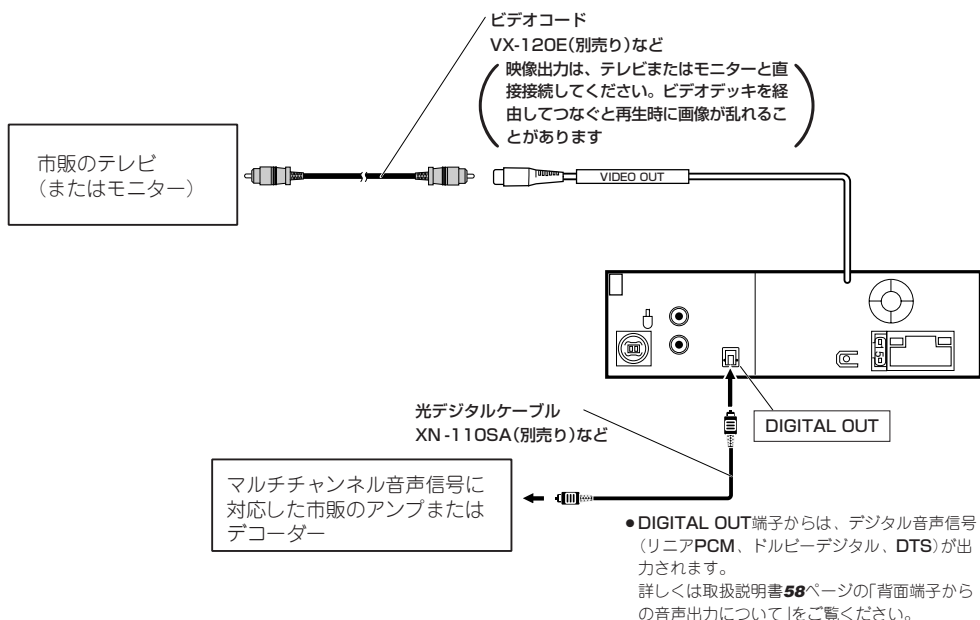 ビデオコード
VX-120E(別売り)など
映像出力は、テレビまたはモニターと直
接接続してください。ビデオデッキを経
由してつなぐと再生時に画像が乱れるこ
とがあります
市販のテレビ
(またはモニター)
VIDEO OUT
15
光デジタルケーブル
XN-110SA(別売り)など
DIGITAL OUT
マルチチャンネル音声信号に
対応した市販のアンプまたは
デコーダー
●DIGITAL OUT端子からは、デジタル音声信号
(リニアPCM、ドルビーデジタル、DTS)が出
力されます。
詳しくは取扱説明書58ページの「背面端子から
の音声出力について」をご覧ください。